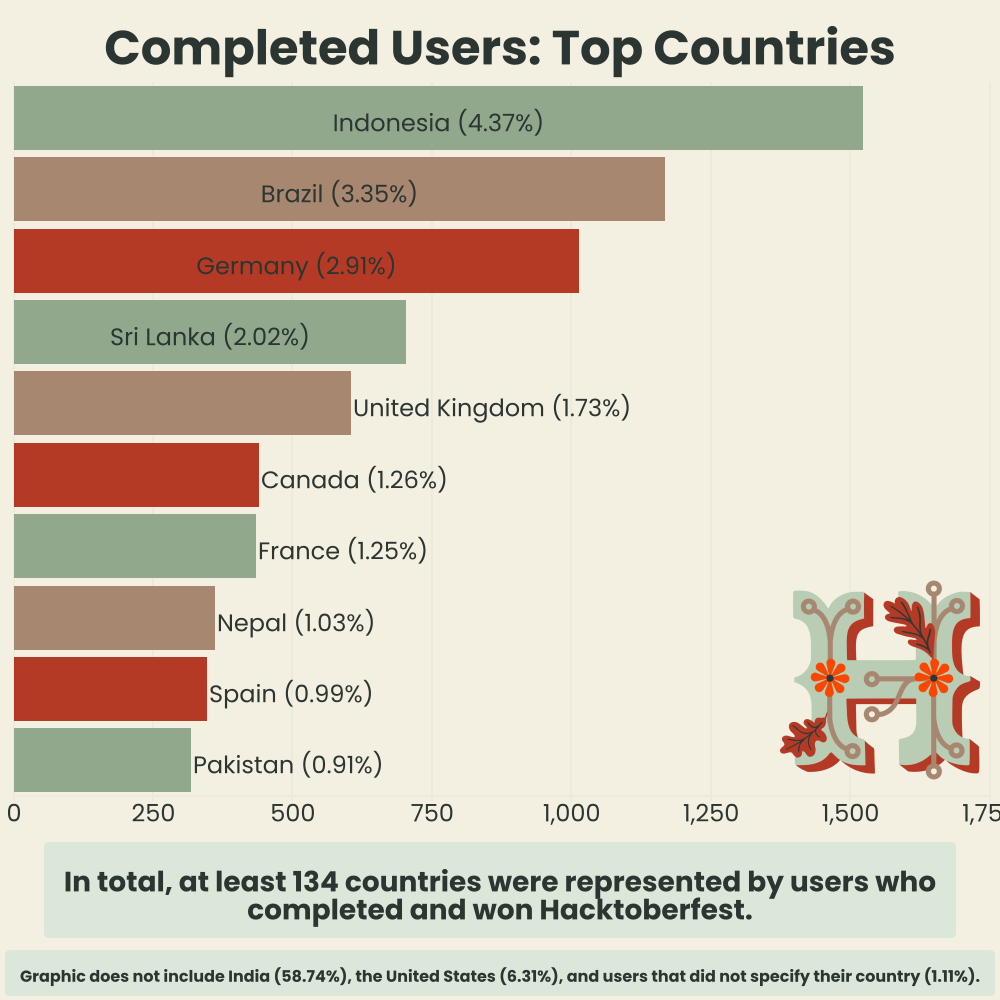 Completed Users: Top Countries
Indonesia (4.37%)
Brazil (3.35%)
Germany (2.91%)
Sri Lanka (2.02%)
United Kingdom (1.73%)
Canada (1.26%)
France (1.25%)
Nepal (1.03%)
Spain (0.99%)
Pakistan (0.91%)
0 250 500 750 1,000 1,250 1,500 1,75
In total, at least 134 countries were represented by users who
completed and won Hacktoberfest.
Graphic does not include India (58.74%), the United States (6.31%), and users that did not specify their country (1.11%).
H